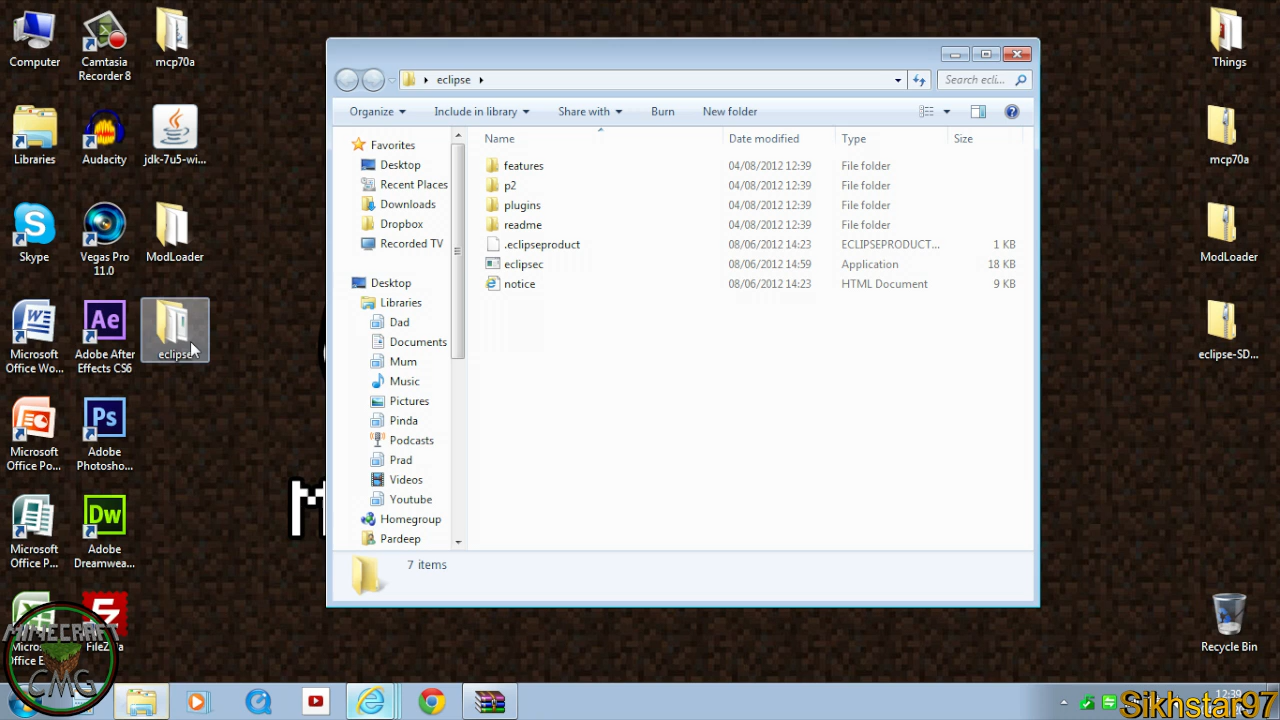 Computer
Camtasia
Recorder 8
mcp70a
Libraries
Audacity
jdk-7u5-wi...
Skype
Vegas Pro
11.0
ModLoader
Microsoft
Office Wo...
Adobe After
Effects CS6
eclipse
Microsoft
Office Po...
Adobe
Photosho...
Microsoft
Office P...
Adobe
Dreamwea...
FileZilla
MINECRAFT
CMG
eclipse
Search ecli...
Organize
Include in library
Share with
Burn
New folder
Favorites
Desktop
Recent Places
Downloads
Dropbox
Recorded TV
Desktop
Libraries
Dad
Documents
Mum
Music
Pictures
Pinda
Podcasts
Prad
Videos
Youtube
Homegroup
Pardeep
Name Date modified Type Size
features 04/08/2012 12:39 File folder
p2 04/08/2012 12:39 File folder
plugins 04/08/2012 12:39 File folder
readme 04/08/2012 12:39 File folder
.eclipseproduct 08/06/2012 14:23 ECLIPSEPRODUCT... 1 KB
eclipsec 08/06/2012 14:59 Application 18 KB
notice 08/06/2012 14:23 HTML Document 9 KB
7 items
Things
mcp70a
ModLoader
eclipse-SD...
Recycle Bin
12:39
Sikhstar97